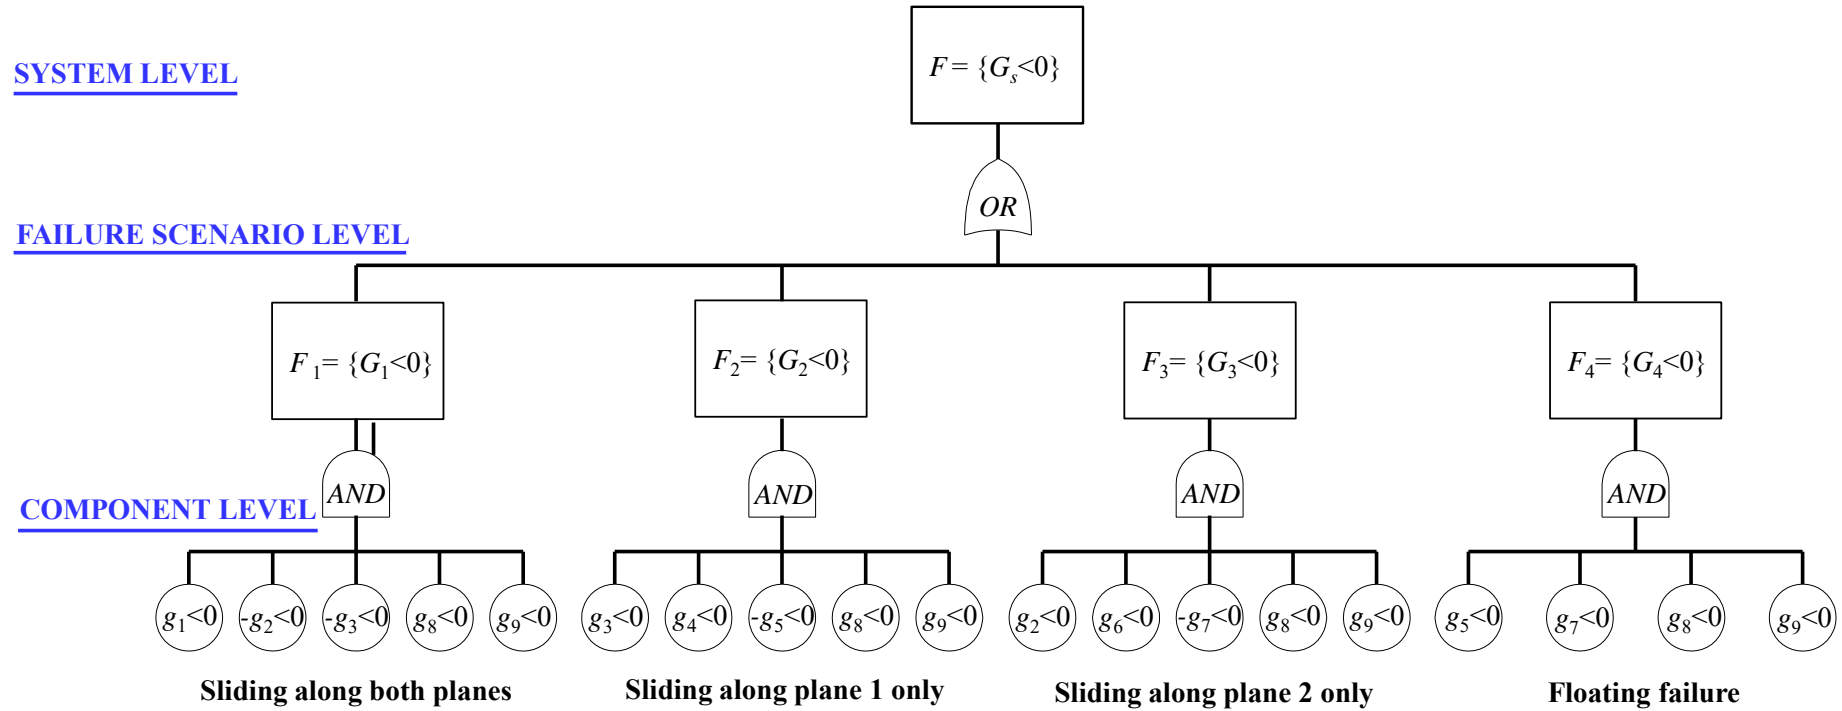 F = {Gₛ<0}
SYSTEM LEVEL
OR
FAILURE SCENARIO LEVEL
F ₁= {G₁<0}
F₂= {G₂<0}
F₃= {G₃<0}
F₄= {G₄<0}
AND
AND
AND
AND
COMPONENT LEVEL
g₁<0 -g₂<0 -g₃<0 g₈<0 g₉<0
g₃<0 g₄<0 -g₅<0 g₈<0 g₉<0
g₂<0 g₆<0 -g₇<0 g₈<0 g₉<0
g₅<0 g₇<0 g₈<0 g₉<0
Sliding along both planes
Sliding along plane 1 only
Sliding along plane 2 only
Floating failure